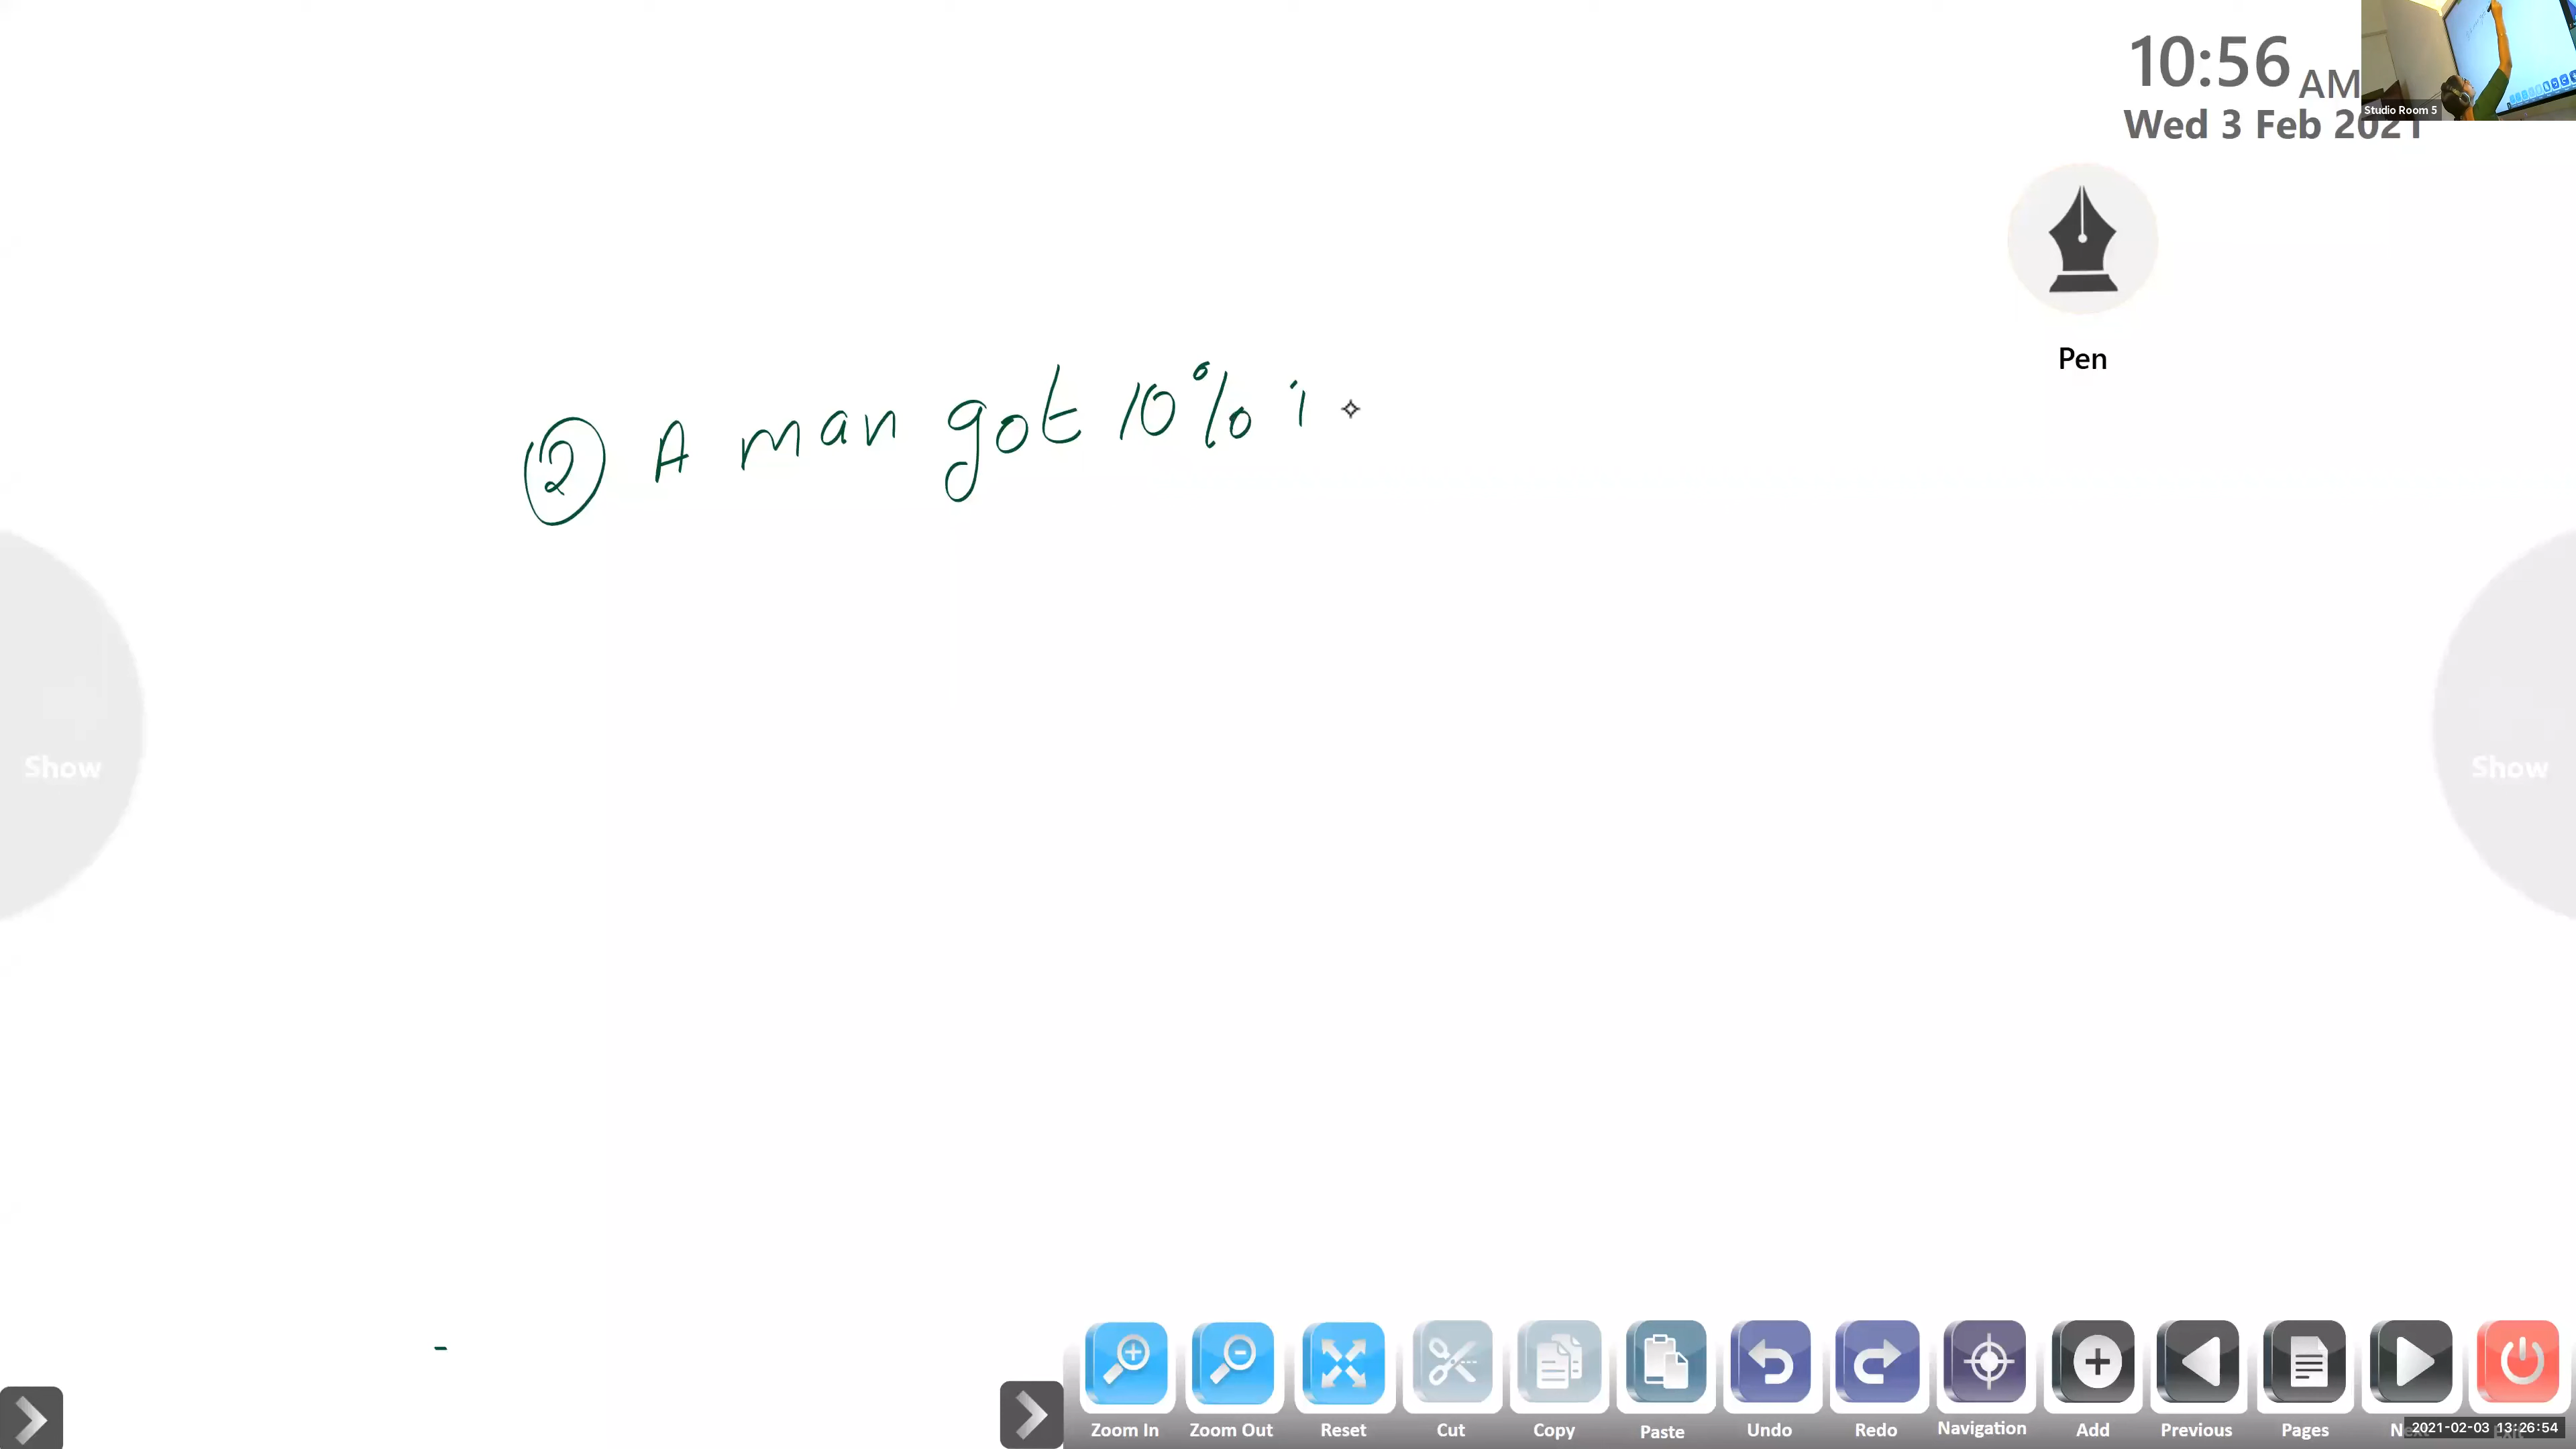 10:56 AM
Studio Room 5
Wed 3 Feb 2021
Pen
② A man got 10% i
Show
Show
Zoom In Zoom Out Reset Cut Copy Paste Undo Redo Navigation Add Previous Pages
2021-02-03 13:26:54